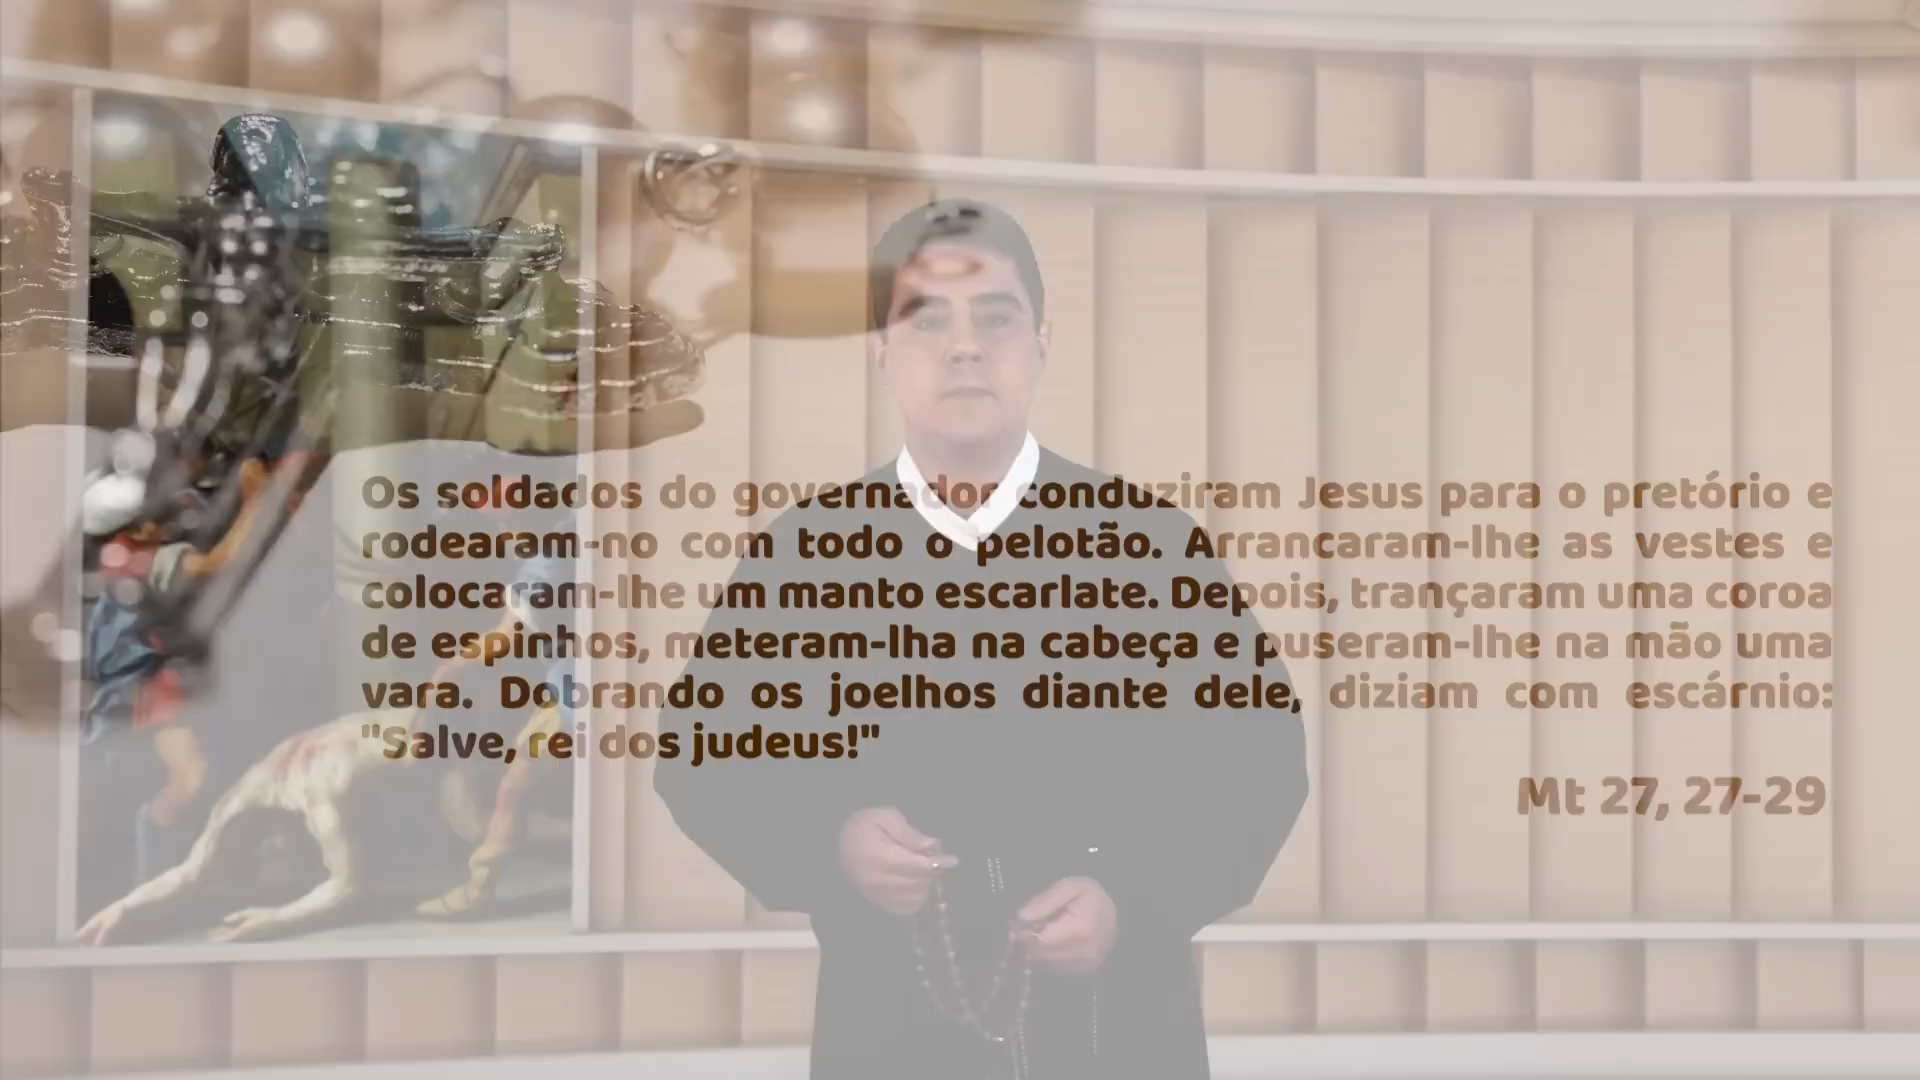 Os soldados do governador conduziram Jesus para o pretório e
rodearam-no com todo o pelotão. Arrancaram-lhe as vestes e
colocaram-lhe um manto escarlate. Depois, trançaram uma coroa
de espinhos, meteram-lha na cabeça e puseram-lhe na mão uma
vara. Dobrando os joelhos diante dele, diziam com escárnio:
"Salve, rei dos judeus!"
Mt 27, 27-29